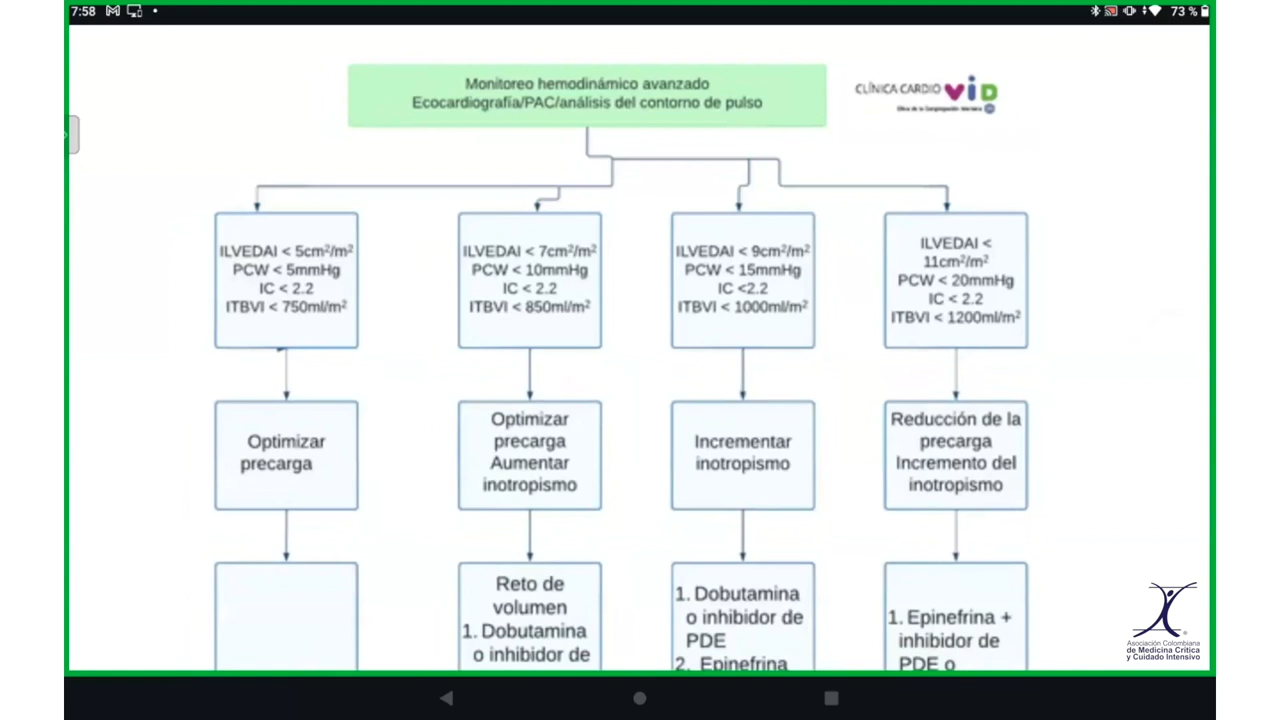 7:58
73 %
Monitoreo hemodinámico avanzado
Ecocardiografía/PAC/análisis del contorno de pulso
CLÍNICA CARDIO VID
ILVEDAI < 5cm²/m²
PCW < 5mmHg
IC < 2.2
ITBVI < 750ml/m²
ILVEDAI < 7cm²/m²
PCW < 10mmHg
IC < 2.2
ITBVI < 850ml/m²
ILVEDAI < 9cm²/m²
PCW < 15mmHg
IC <2.2
ITBVI < 1000ml/m²
ILVEDAI <
11cm²/m²
PCW < 20mmHg
IC < 2.2
ITBVI < 1200ml/m²
Optimizar
precarga
Optimizar
precarga
Aumentar
inotropismo
Incrementar
inotropismo
Reducción de la
precarga
Incremento del
inotropismo
Reto de
volumen
1. Dobutamina
o inhibidor de
1. Dobutamina
o inhibidor de
PDE
2. Epinefrina
1. Epinefrina +
inhibidor de
PDE o
Asociación Colombiana
de Medicina Crítica
y Cuidado Intensivo